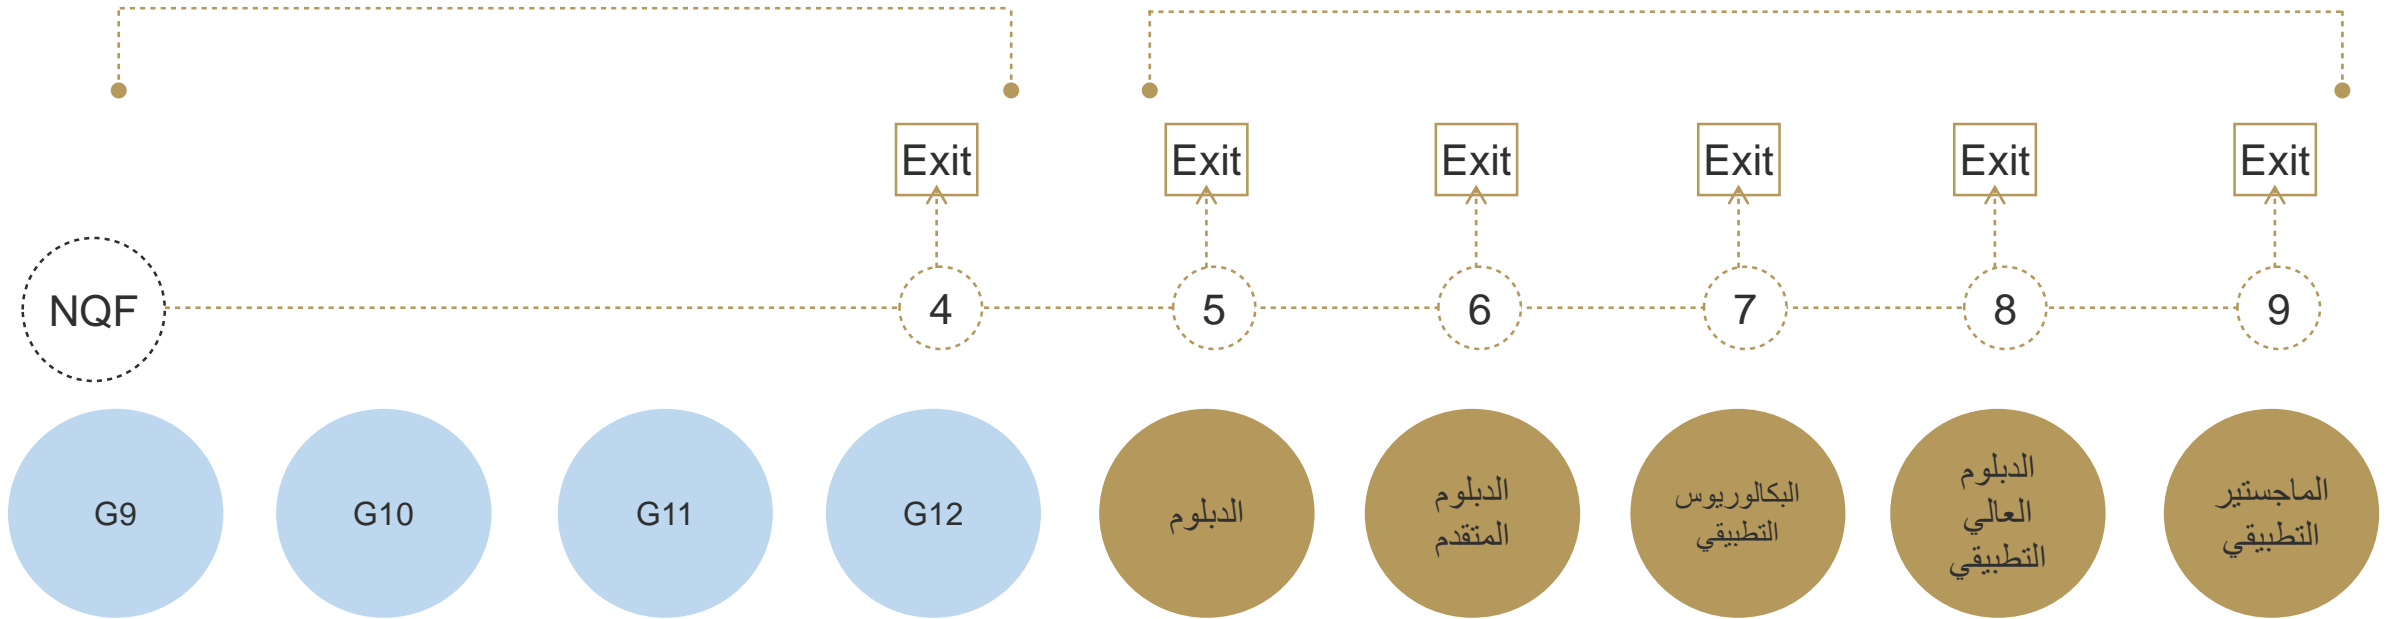 Exit
Exit
Exit
Exit
Exit
Exit
NQF
4
5
6
7
8
9
G9
G10
G11
G12
الدبلوم
الدبلوم
المتقدم
البكالوريوس
التطبيقي
الدبلوم
العالي
التطبيقي
الماجستير
التطبيقي